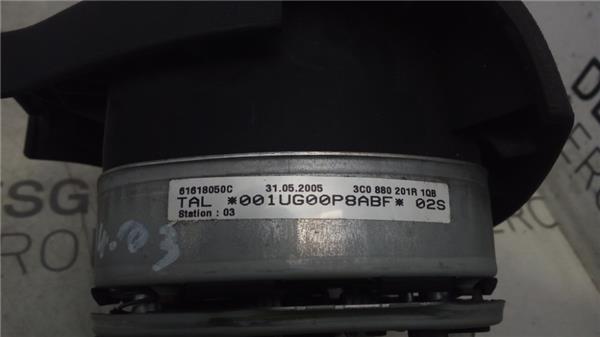 61618050C 31.05.2005 3C0 880 201R 1QB
TAL *001UG00P8ABF* 02S
Station : 03